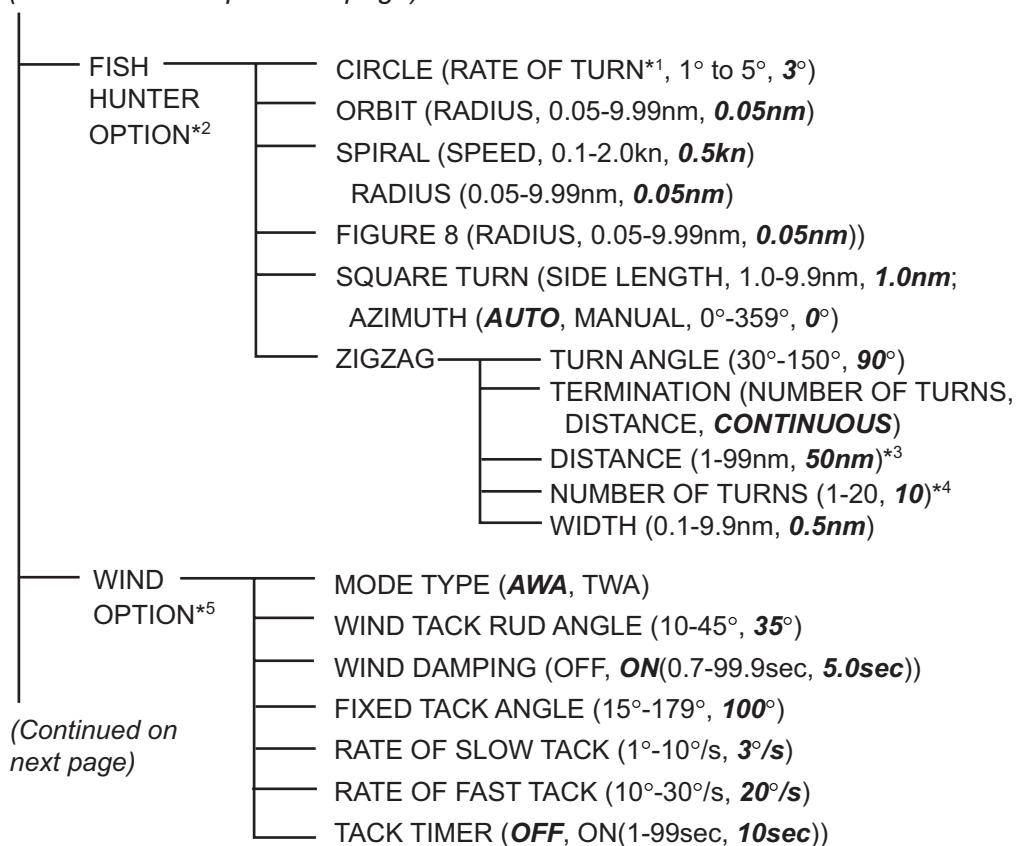 FISH HUNTER OPTION*2
CIRCLE (RATE OF TURN*1, 1° to 5°, 3°)
ORBIT (RADIUS, 0.05-9.99nm, 0.05nm)
SPIRAL (SPEED, 0.1-2.0kn, 0.5kn)
RADIUS (0.05-9.99nm, 0.05nm)
FIGURE 8 (RADIUS, 0.05-9.99nm, 0.05nm))
SQUARE TURN (SIDE LENGTH, 1.0-9.9nm, 1.0nm;
AZIMUTH (AUTO, MANUAL, 0°-359°, 0°)
ZIGZAG
TURN ANGLE (30°-150°, 90°)
TERMINATION (NUMBER OF TURNS,
DISTANCE, CONTINUOUS)
DISTANCE (1-99nm, 50nm)*3
NUMBER OF TURNS (1-20, 10)*4
WIDTH (0.1-9.9nm, 0.5nm)
WIND
OPTION*5
MODE TYPE (AWA, TWA)
WIND TACK RUD ANGLE (10-45°, 35°)
WIND DAMPING (OFF, ON(0.7-99.9sec, 5.0sec))
FIXED TACK ANGLE (15°-179°, 100°)
RATE OF SLOW TACK (1°-10°/s, 3°/s)
RATE OF FAST TACK (10°-30°/s, 20°/s)
TACK TIMER (OFF, ON(1-99sec, 10sec))
(Continued on
next page)